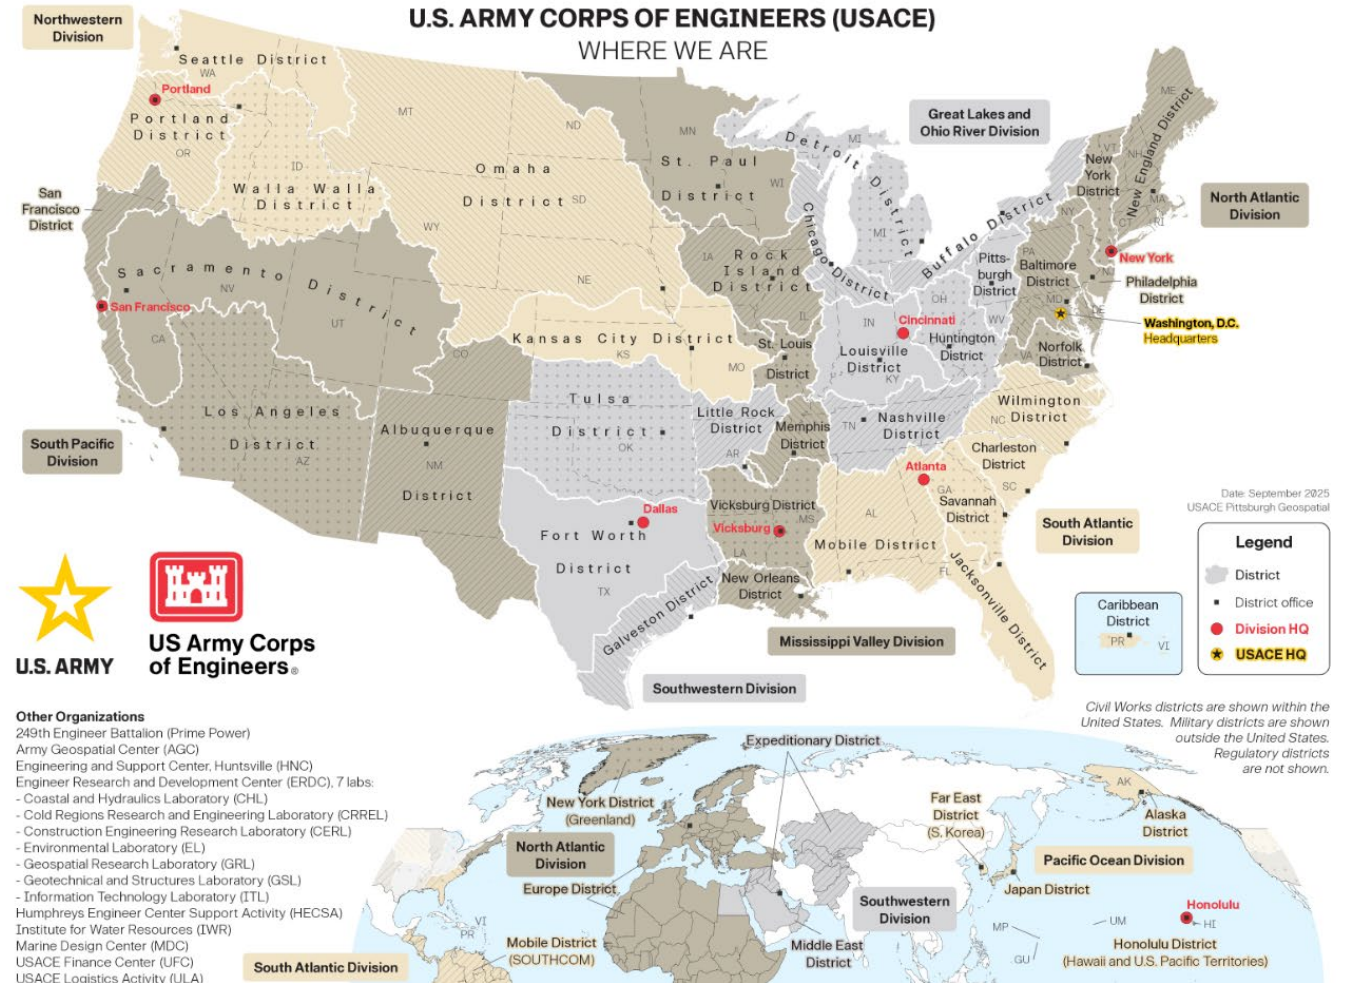 U.S. ARMY CORPS OF ENGINEERS (USACE)
WHERE WE ARE
Northwestern
Division
Seattle District
WA
Portland
Portland
District
OR
ID
Walla Walla
District
MT
ND
Omaha
District
SD
WY
NE
MN
St. Paul
District
WI
MI
Detroit District
MI
Great Lakes and
Ohio River Division
ME
VT
NH
New England District
MA
CT
RI
New
York
District
NY
North Atlantic
Division
San
Francisco
District
Sacramento District
NV
UT
San Francisco
CA
CO
IA
Rock
Island
District
IL
Chicago District
Buffalo District
Pitts-
burgh
District
PA
Baltimore
District
MD
New York
NJ
Philadelphia
District
DE
Washington, D.C.
Headquarters
Kansas City District
KS
MO
St. Louis
District
IN
OH
Cincinnati
Louisville
District
KY
Huntington
District
WV
VA
Norfolk
District
Los Angeles
District
AZ
South Pacific
Division
Albuquerque
NM
District
Tulsa
District
OK
Little Rock
District
AR
Memphis
District
TN
Nashville
District
NC
Wilmington
District
Charleston
District
SC
Atlanta
GA
Savannah
District
South Atlantic
Division
Dallas
Fort Worth
District
TX
Vicksburg District
MS
Vicksburg
LA
AL
Mobile District
FL
Jacksonville District
New Orleans
District
Galveston District
Mississippi Valley Division
Southwestern Division
Date: September 2025
USACE Pittsburgh Geospatial
Legend
District
District office
Division HQ
USACE HQ
Caribbean
District
PR
VI
U.S. ARMY
US Army Corps
of Engineers®
Civil Works districts are shown within the
United States. Military districts are shown
outside the United States.
Regulatory districts
are not shown.
Other Organizations
249th Engineer Battalion (Prime Power)
Army Geospatial Center (AGC)
Engineering and Support Center, Huntsville (HNC)
Engineer Research and Development Center (ERDC), 7 labs:
- Coastal and Hydraulics Laboratory (CHL)
- Cold Regions Research and Engineering Laboratory (CRREL)
- Construction Engineering Research Laboratory (CERL)
- Environmental Laboratory (EL)
- Geospatial Research Laboratory (GRL)
- Geotechnical and Structures Laboratory (GSL)
- Information Technology Laboratory (ITL)
Humphreys Engineer Center Support Activity (HECSA)
Institute for Water Resources (IWR)
Marine Design Center (MDC)
USACE Finance Center (UFC)
USACE Logistics Activity (ULA)
Expeditionary District
New York District
(Greenland)
North Atlantic
Division
Europe District
VI
PR
Mobile District
(SOUTHCOM)
South Atlantic Division
Middle East
District
Southwestern
Division
Far East
District
(S. Korea)
AK
Alaska
District
Pacific Ocean Division
Japan District
Honolulu
HI
UM
MP
GU
Honolulu District
(Hawaii and U.S. Pacific Territories)